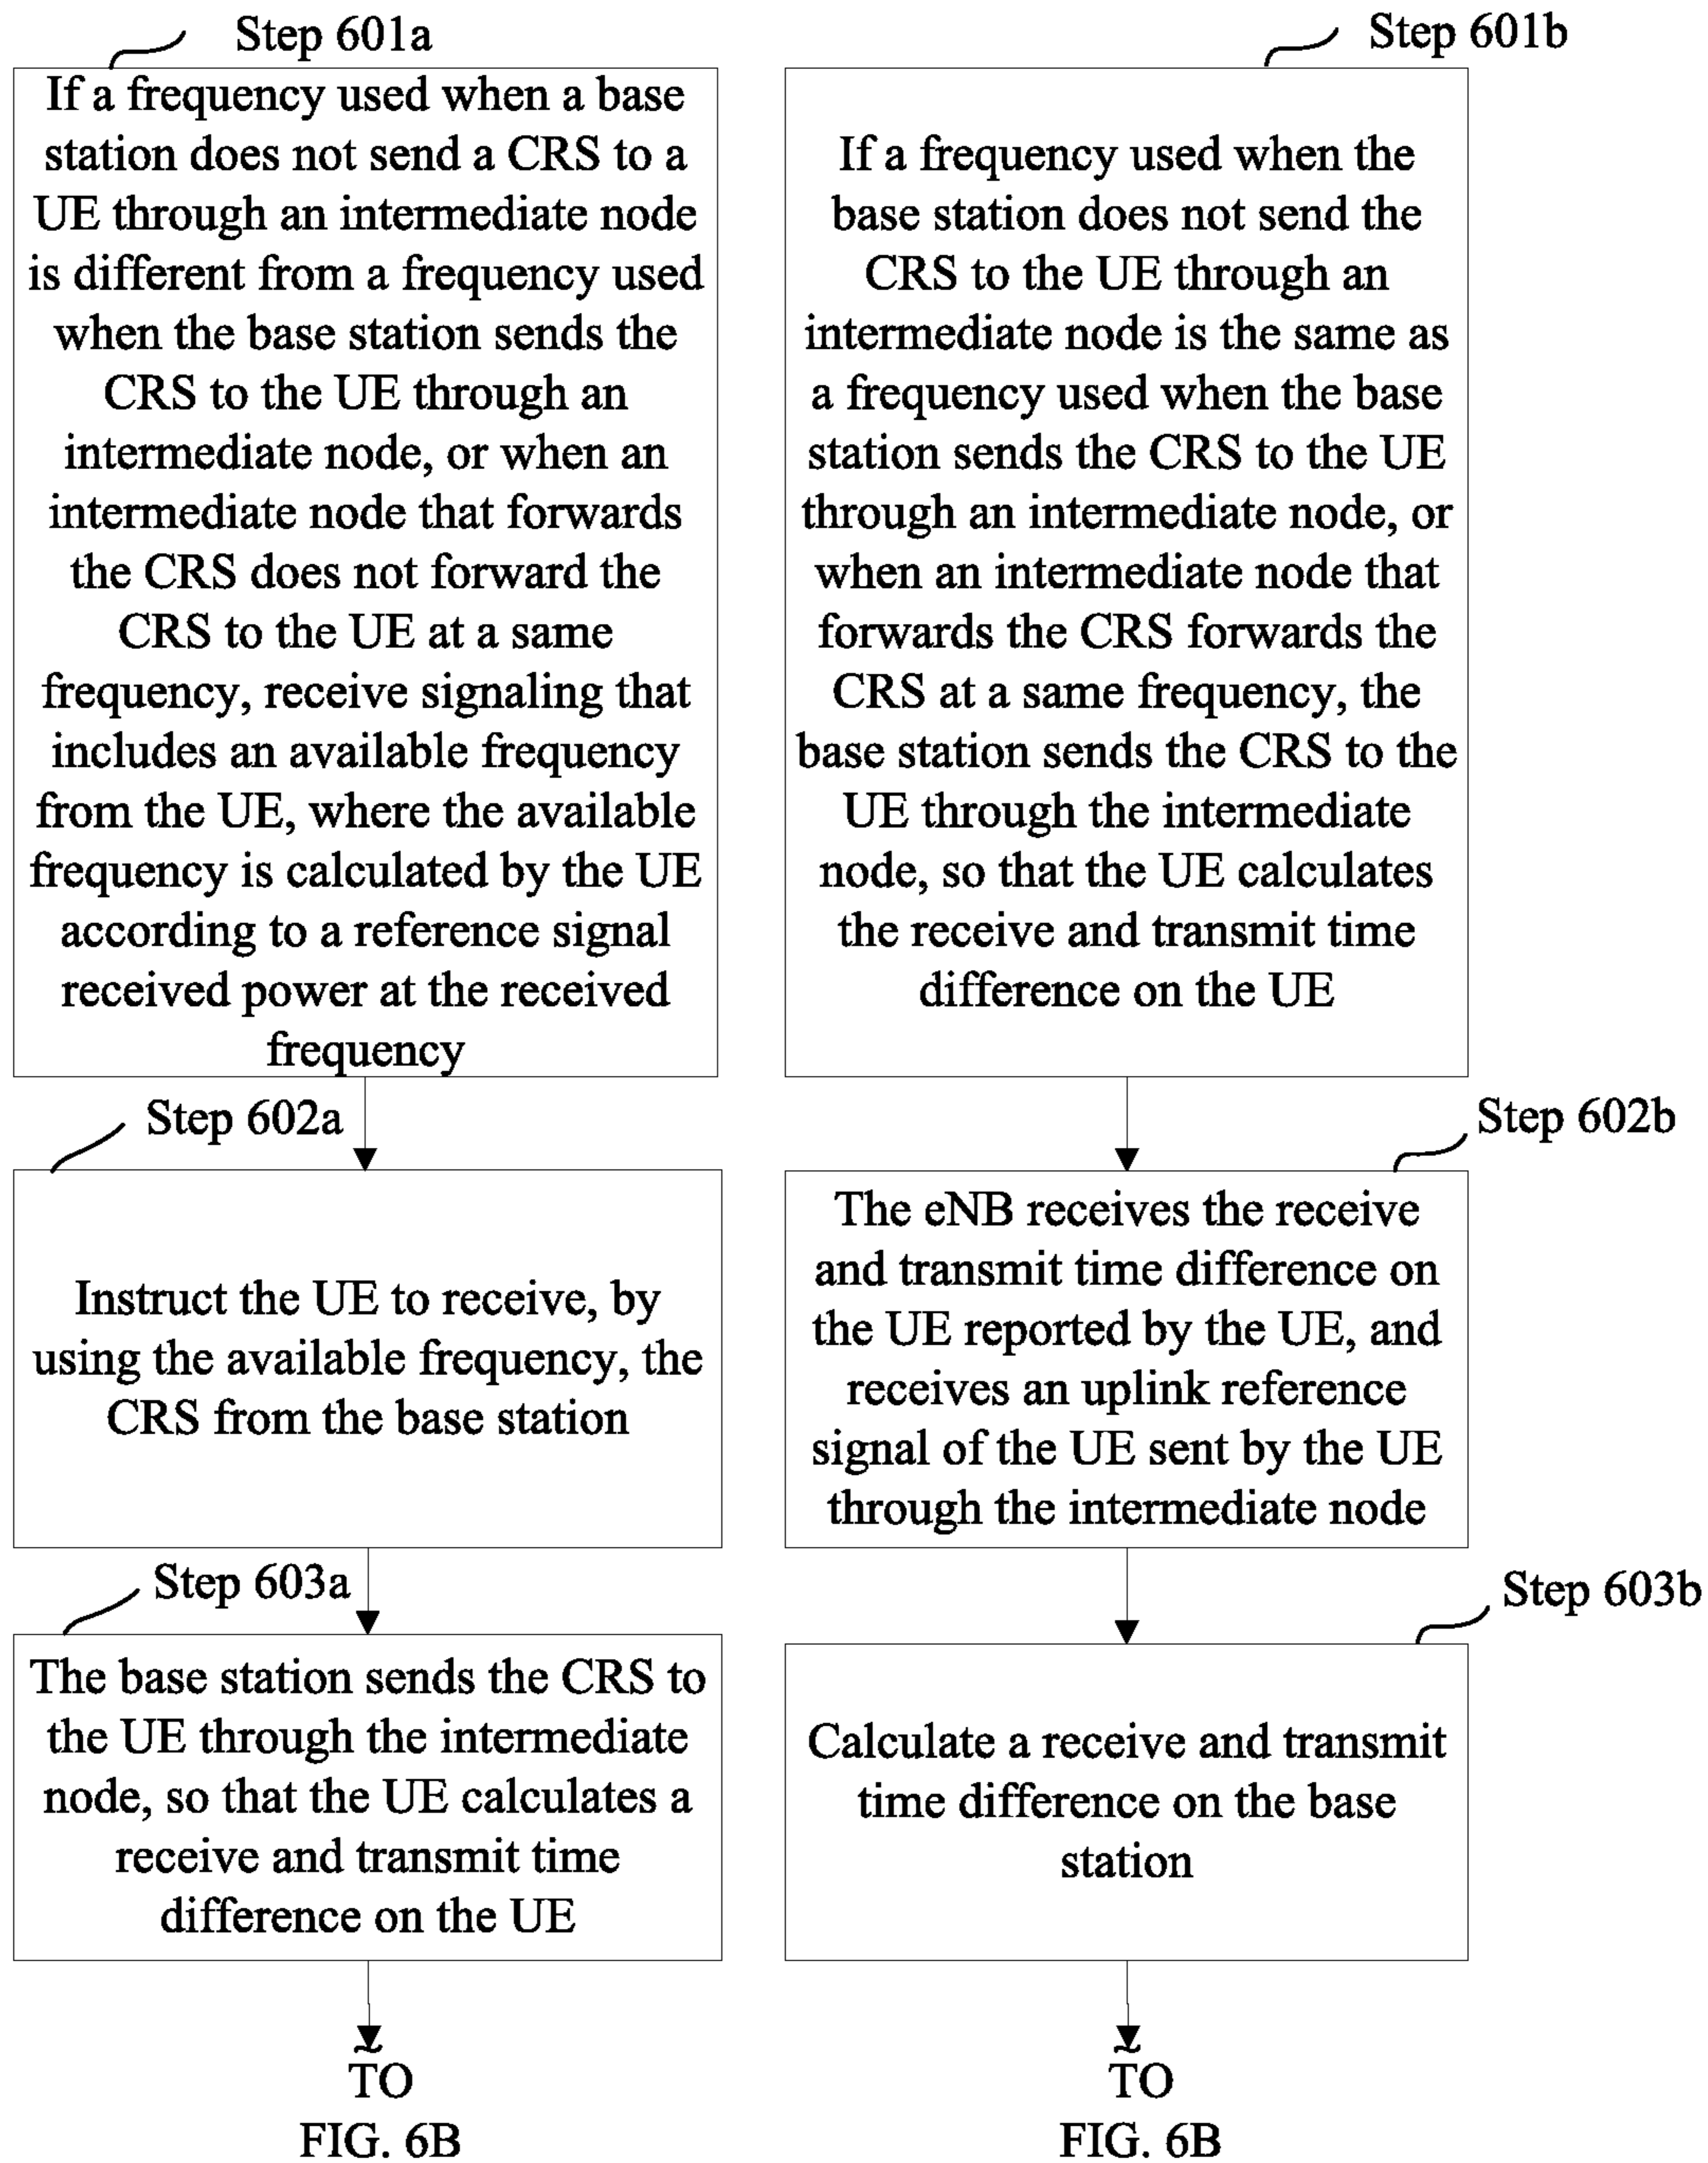 Step 601a
If a frequency used when a base
station does not send a CRS to a
UE through an intermediate node
is different from a frequency used
when the base station sends the
CRS to the UE through an
intermediate node, or when an
intermediate node that forwards
the CRS does not forward the
CRS to the UE at a same
frequency, receive signaling that
includes an available frequency
from the UE, where the available
frequency is calculated by the UE
according to a reference signal
received power at the received
frequency
Step 602a
Instruct the UE to receive, by
using the available frequency, the
CRS from the base station
Step 603a
The base station sends the CRS to
the UE through the intermediate
node, so that the UE calculates a
receive and transmit time
difference on the UE
TO
FIG. 6B
Step 601b
If a frequency used when the
base station does not send the
CRS to the UE through an
intermediate node is the same as
a frequency used when the base
station sends the CRS to the UE
through an intermediate node, or
when an intermediate node that
forwards the CRS forwards the
CRS at a same frequency, the
base station sends the CRS to the
UE through the intermediate
node, so that the UE calculates
the receive and transmit time
difference on the UE
Step 602b
The eNB receives the receive
and transmit time difference on
the UE reported by the UE, and
receives an uplink reference
signal of the UE sent by the UE
through the intermediate node
Step 603b
Calculate a receive and transmit
time difference on the base
station
TO
FIG. 6B